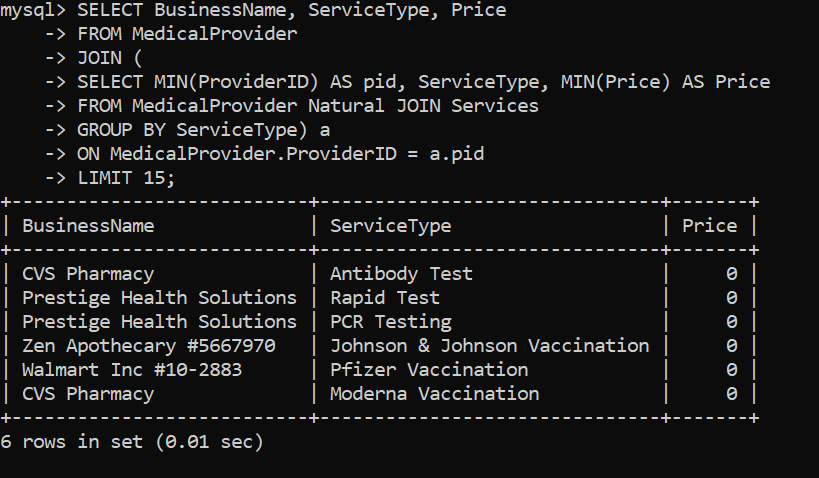 mysql> SELECT BusinessName, ServiceType, Price
    -> FROM MedicalProvider
    -> JOIN (
    -> SELECT MIN(ProviderID) AS pid, ServiceType, MIN(Price) AS Price
    -> FROM MedicalProvider Natural JOIN Services
    -> GROUP BY ServiceType) a
    -> ON MedicalProvider.ProviderID = a.pid
    -> LIMIT 15;
+---------------------------+-------------------------------+-------+
| BusinessName              | ServiceType                   | Price |
+---------------------------+-------------------------------+-------+
| CVS Pharmacy              | Antibody Test                 |     0 |
| Prestige Health Solutions | Rapid Test                    |     0 |
| Prestige Health Solutions | PCR Testing                   |     0 |
| Zen Apothecary #5667970   | Johnson & Johnson Vaccination |     0 |
| Walmart Inc #10-2883      | Pfizer Vaccination            |     0 |
| CVS Pharmacy              | Moderna Vaccination           |     0 |
+---------------------------+-------------------------------+-------+
6 rows in set (0.01 sec)